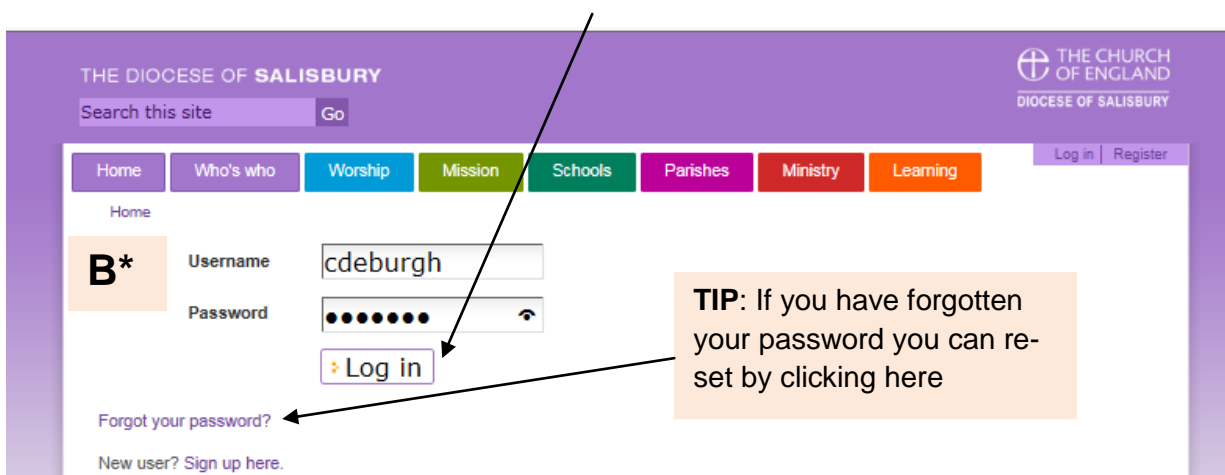 THE DIOCESE OF SALISBURY
THE CHURCH
OF ENGLAND
DIOCESE OF SALISBURY
Search this site Go
Log in | Register
Home Who's who Worship Mission Schools Parishes Ministry Learning
Home
B*
Username cdeburgh
Password ●●●●●●●
Log in
TIP: If you have forgotten
your password you can re-
set by clicking here
Forgot your password?
New user? Sign up here.